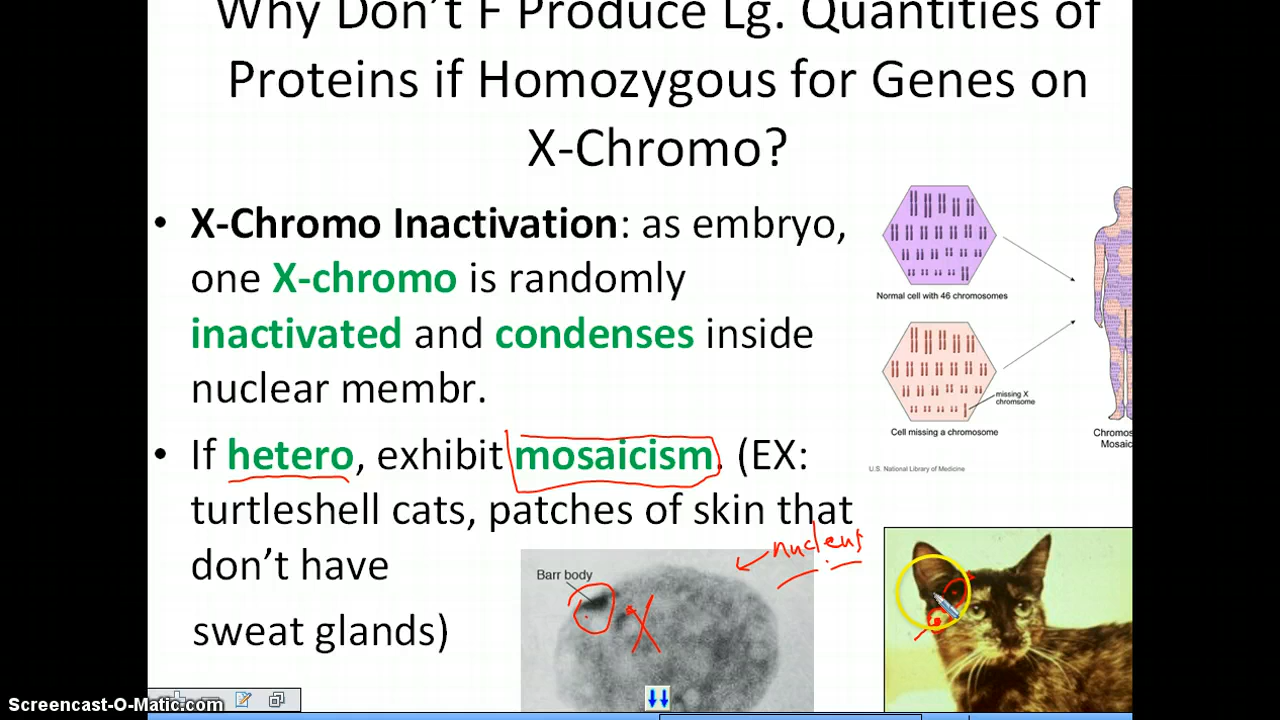 Why Don't F Produce Lg. Quantities of
Proteins if Homozygous for Genes on
X-Chromo?
• X-Chromo Inactivation: as embryo,
one X-chromo is randomly
inactivated and condenses inside
nuclear membr.
• If hetero, exhibit mosaicism. (EX:
turtleshell cats, patches of skin that
don't have
sweat glands)
Normal cell with 46 chromosomes
missing X
chromsome
Cell missing a chromosome
Chromos
Mosaic
U.S. National Library of Medicine
nucleus
Barr body
X
Screencast-O-Matic.com